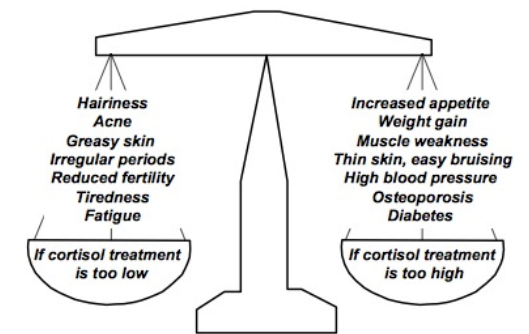 Hairiness
Acne
Greasy skin
Irregular periods
Reduced fertility
Tiredness
Fatigue
If cortisol treatment
is too low
Increased appetite
Weight gain
Muscle weakness
Thin skin, easy bruising
High blood pressure
Osteoporosis
Diabetes
If cortisol treatment
is too high